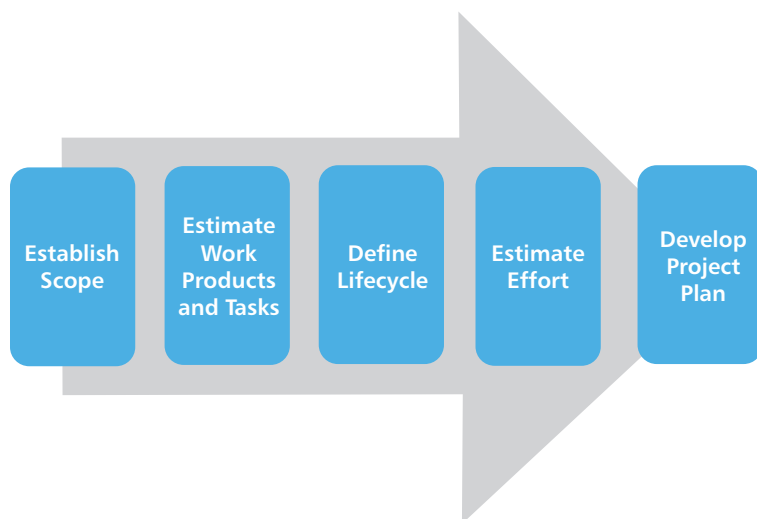 Establish
Scope
Estimate
Work
Products
and Tasks
Define
Lifecycle
Estimate
Effort
Develop
Project
Plan